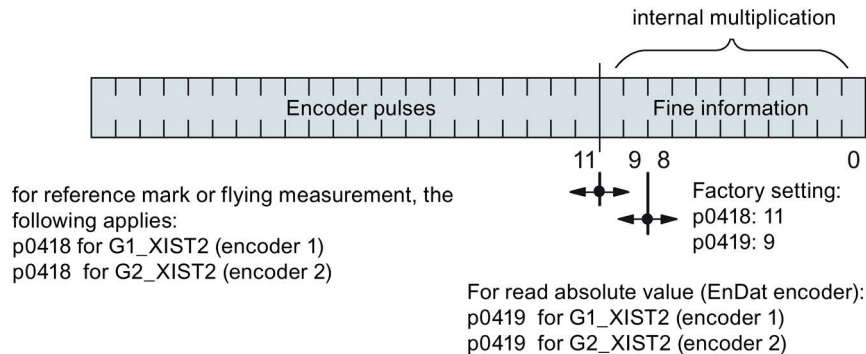 internal multiplication
Encoder pulses
Fine information
11 9 8 0
for reference mark or flying measurement, the
following applies:
p0418 for G1_XIST2 (encoder 1)
p0418 for G2_XIST2 (encoder 2)
Factory setting:
p0418: 11
p0419: 9
For read absolute value (EnDat encoder):
p0419 for G1_XIST2 (encoder 1)
p0419 for G2_XIST2 (encoder 2)